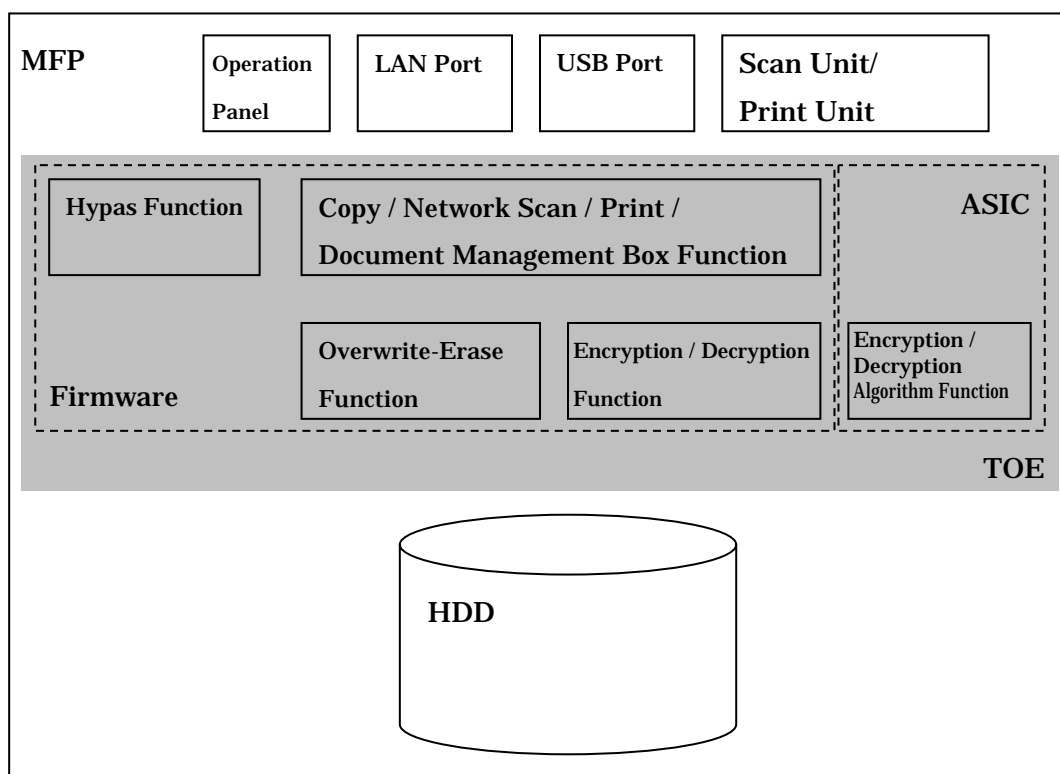 MFP
Operation
Panel
LAN Port
USB Port
Scan Unit/
Print Unit
Hypas Function
Copy / Network Scan / Print /
Document Management Box Function
ASIC
Overwrite-Erase
Function
Encryption / Decryption
Function
Encryption /
Decryption
Algorithm Function
Firmware
TOE
HDD